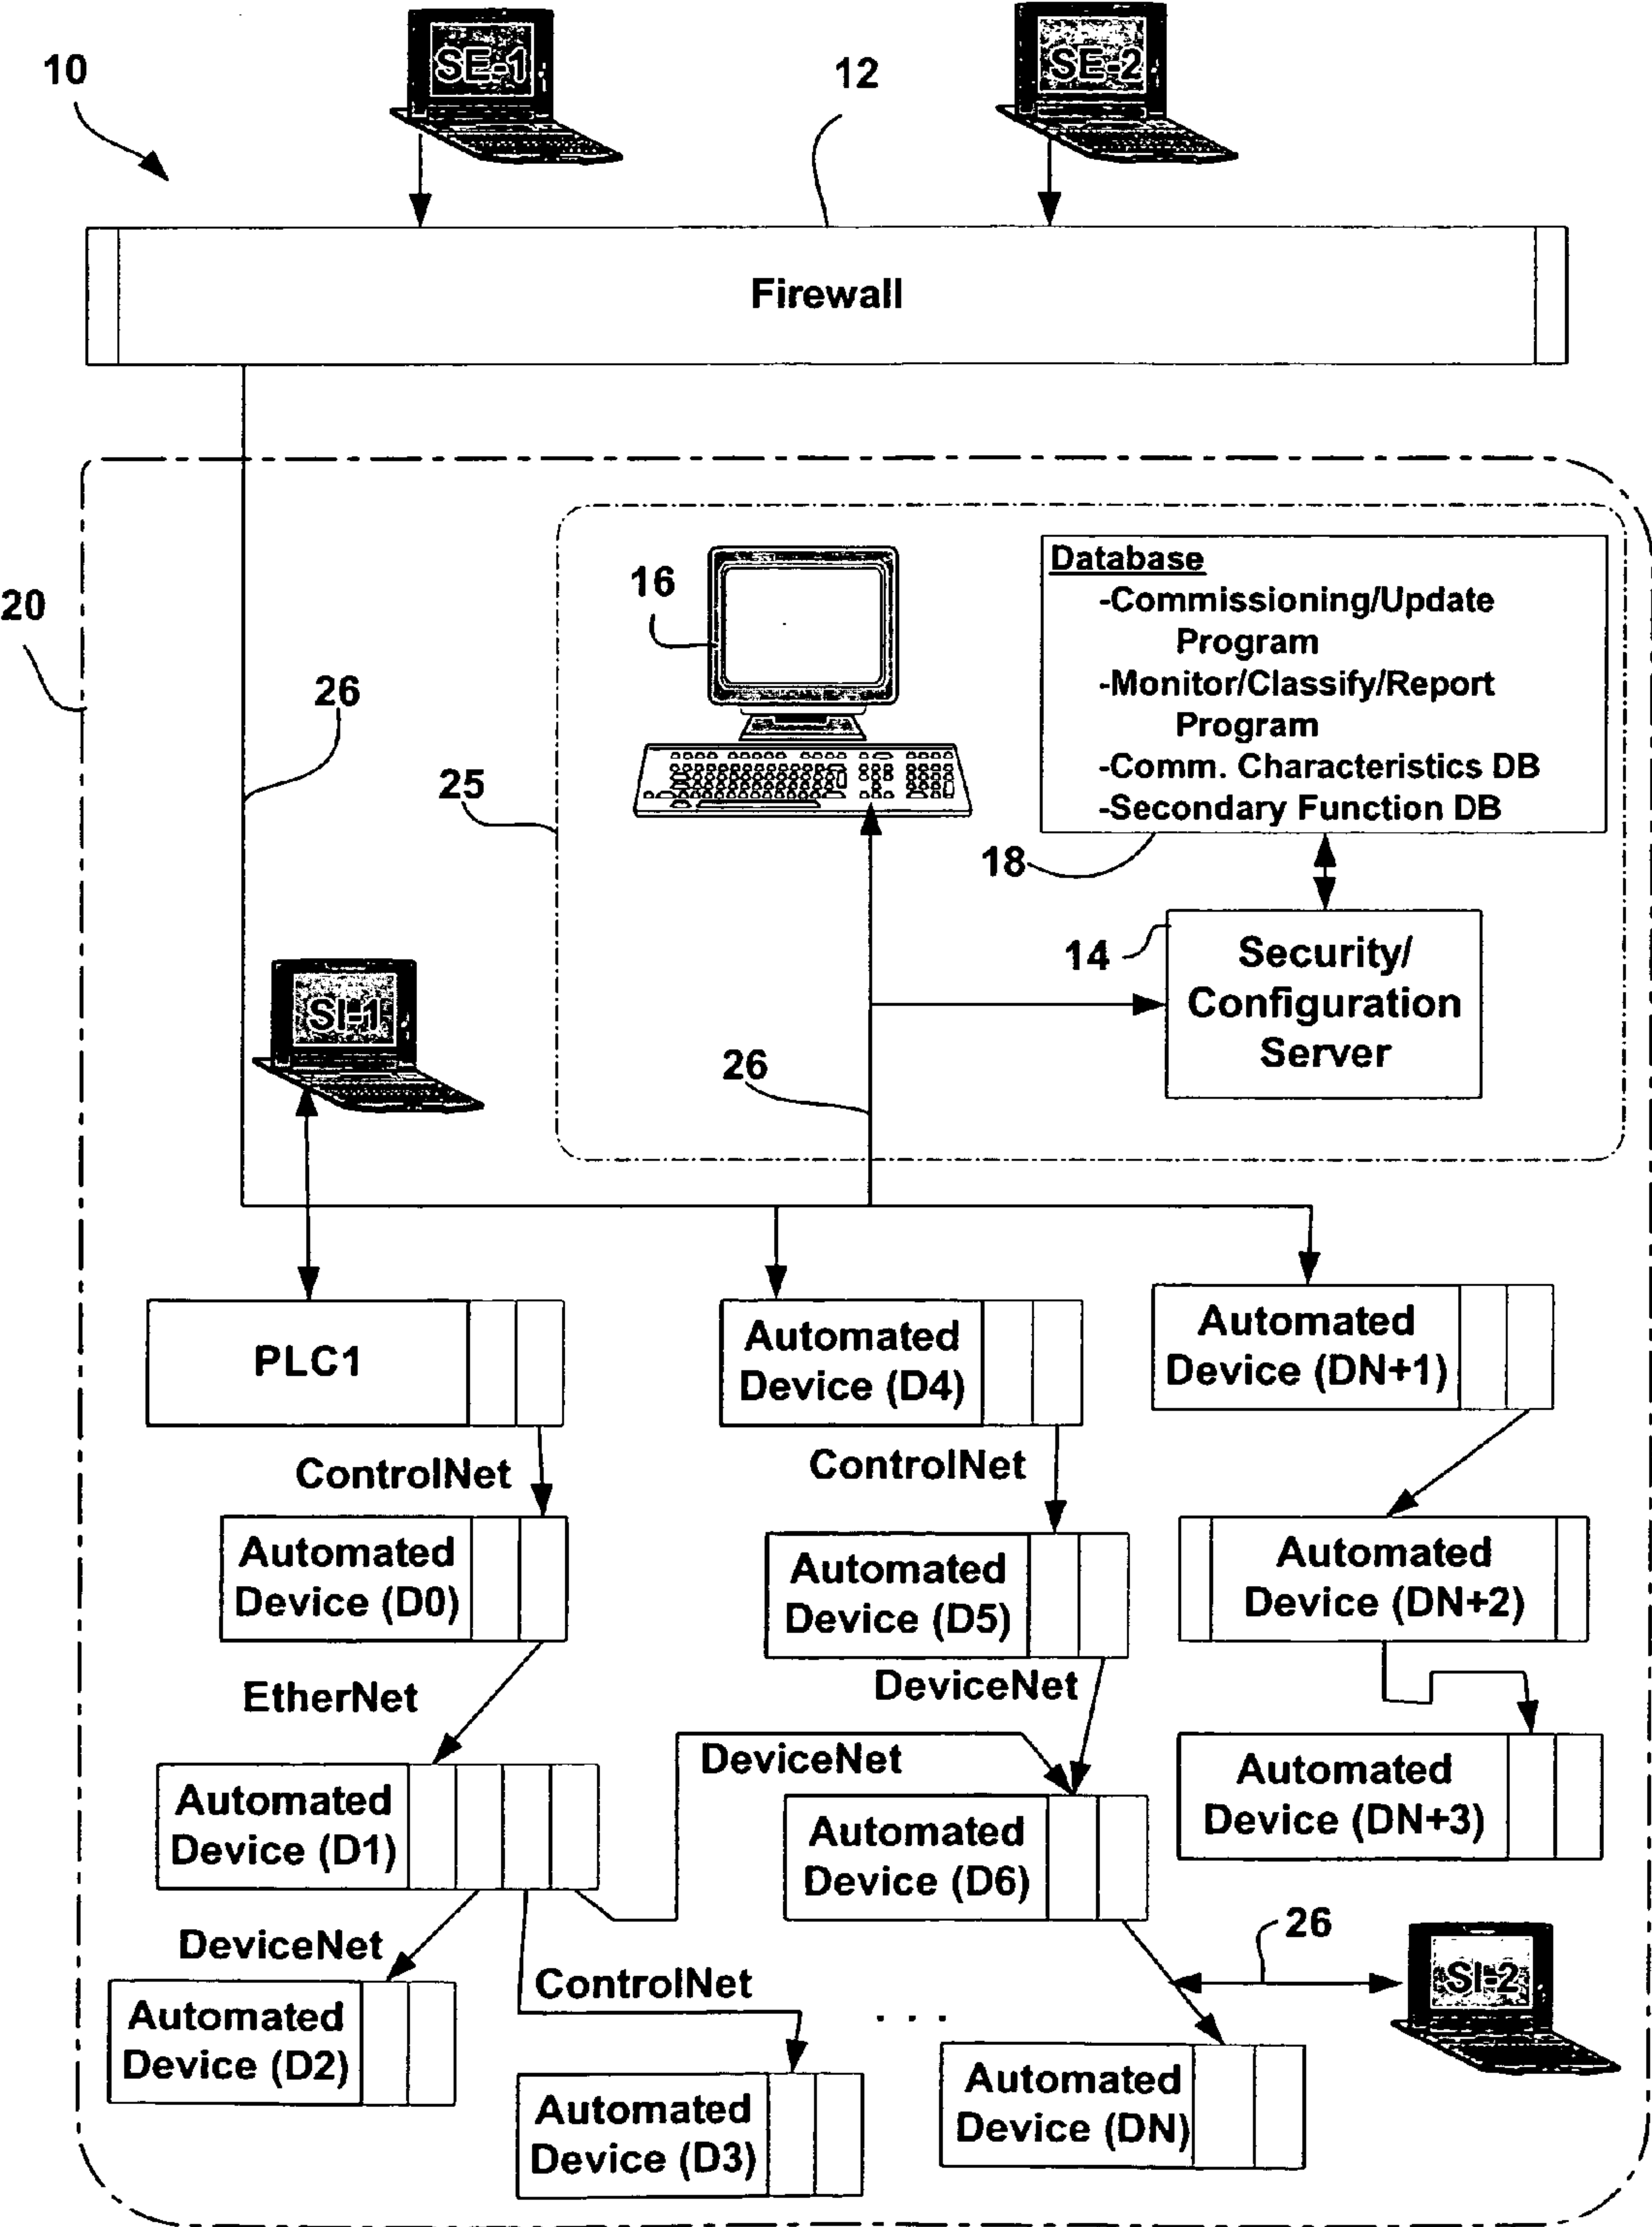 SE-1
SE-2
10
12
Firewall
20
26
16
Database
-Commissioning/Update
Program
-Monitor/Classify/Report
Program
-Comm. Characteristics DB
-Secondary Function DB
25
18
14
Security/
Configuration
Server
SI-1
26
PLC1
Automated
Device (D4)
Automated
Device (DN+1)
ControlNet
ControlNet
Automated
Device (D0)
Automated
Device (D5)
Automated
Device (DN+2)
EtherNet
DeviceNet
DeviceNet
Automated
Device (D1)
Automated
Device (D6)
Automated
Device (DN+3)
DeviceNet
ControlNet
26
SI-2
Automated
Device (D2)
. . .
Automated
Device (D3)
Automated
Device (DN)